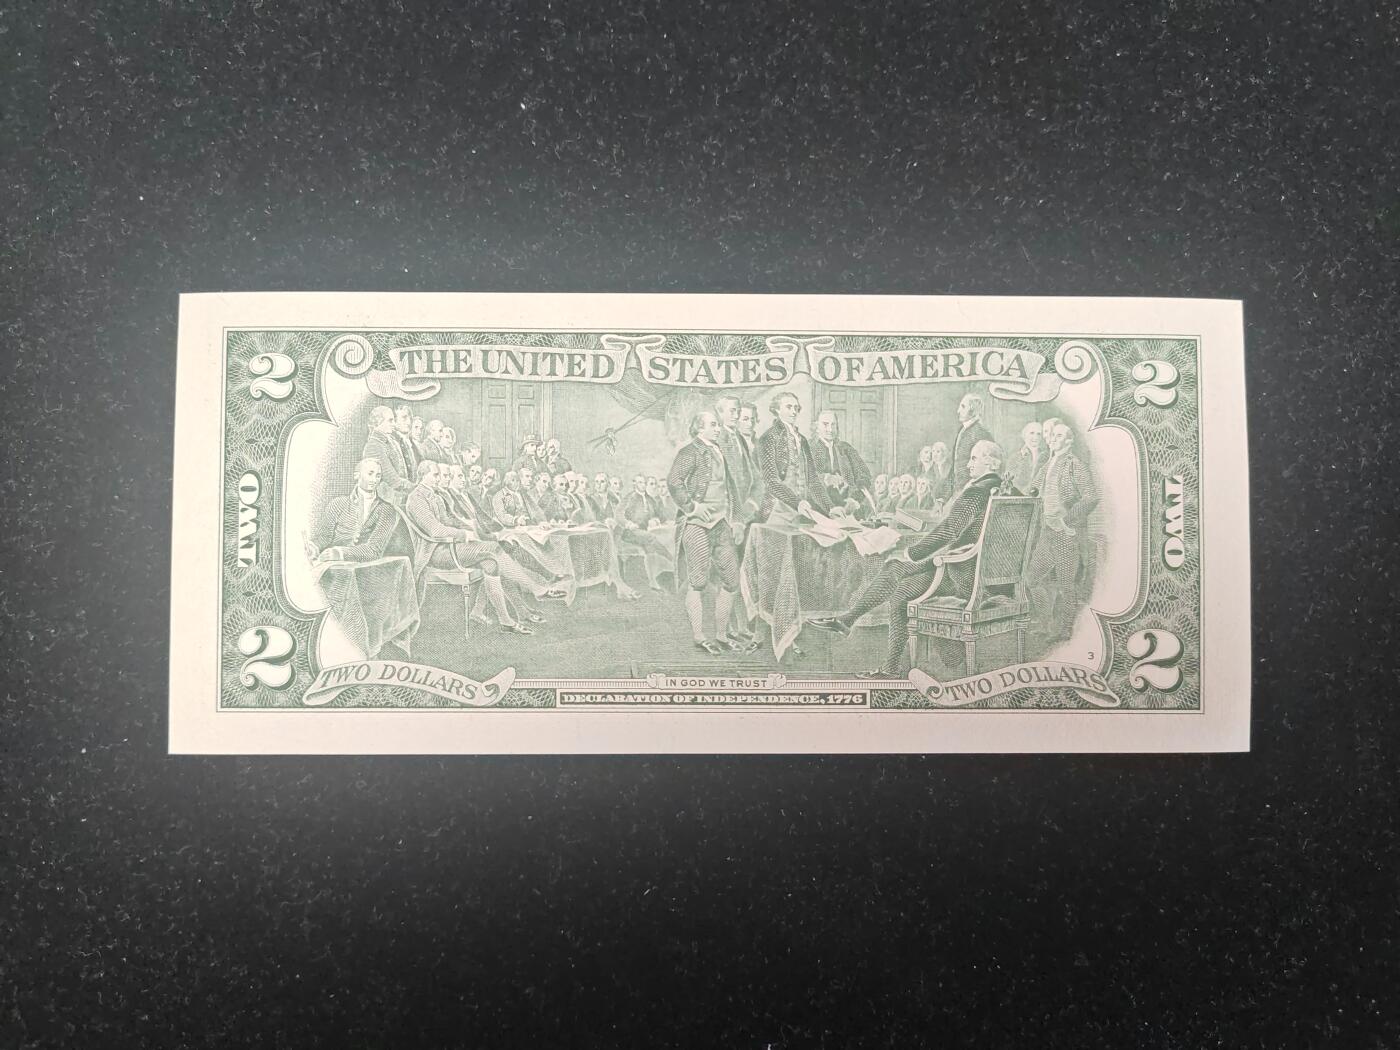 THE UNITED STATES OF AMERICA
2 2
TWO TWO
2 2
3
TWO DOLLARS IN GOD WE TRUST TWO DOLLARS
DECLARATION OF INDEPENDENCE, 1776